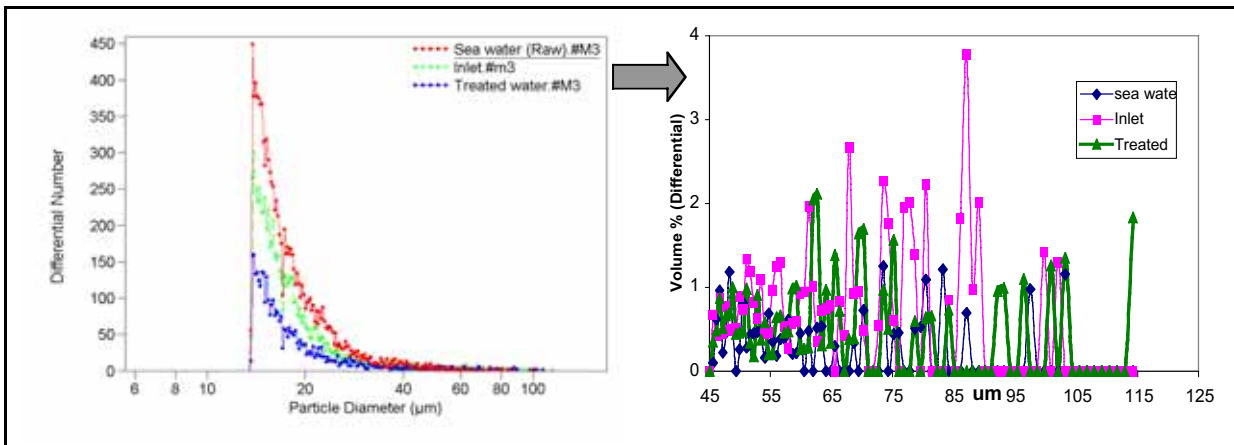 450
400
350
300
250
200
150
100
50
0
Differential Number
Sea water (Raw).#M3
Inlet.#m3
Treated water.#M3
6 8 10 20 40 60 80 100
Particle Diameter (µm)
4
3
2
1
0
Volume % (Differential)
sea wate
Inlet
Treated
45 55 65 75 85 95 105 115 125
um